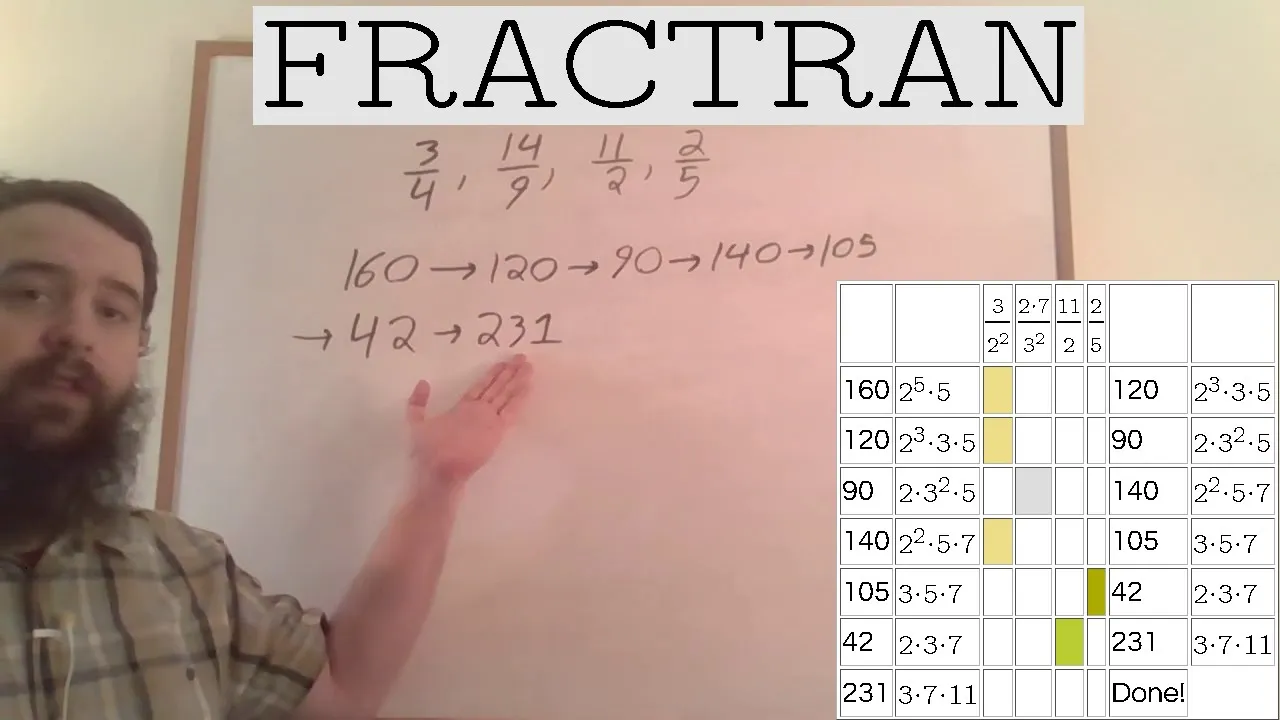 FRACTRAN
3/4, 14/9, 11/2, 2/5
160 → 120 → 90 → 140 → 105
→ 42 → 231
3/2² 2·7/3² 11/2 2/5
160 2⁵·5 120 2³·3·5
120 2³·3·5 90 2·3²·5
90 2·3²·5 140 2²·5·7
140 2²·5·7 105 3·5·7
105 3·5·7 42 2·3·7
42 2·3·7 231 3·7·11
231 3·7·11 Done!